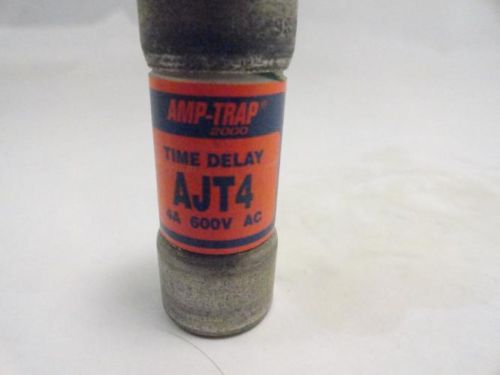 AMP-TRAP®
2000
TIME DELAY
AJT4
4A 600V AC